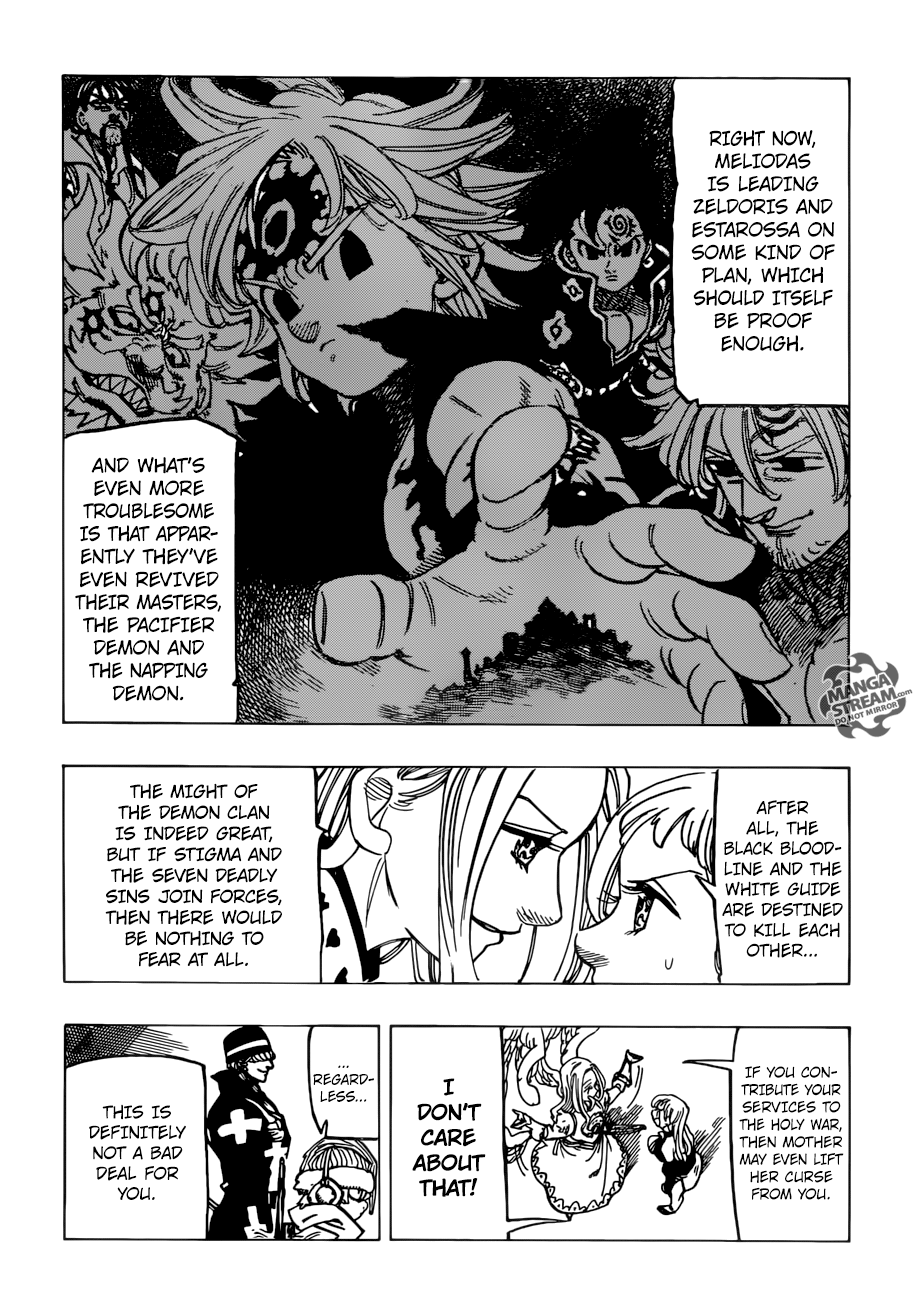 RIGHT NOW,
MELIODAS
IS LEADING
ZELDORIS AND
ESTAROSSA ON
SOME KIND OF
PLAN, WHICH
SHOULD ITSELF
BE PROOF
ENOUGH.
AND WHAT'S
EVEN MORE
TROUBLESOME
IS THAT APPAR-
ENTLY THEY'VE
EVEN REVIVED
THEIR MASTERS,
THE PACIFIER
DEMON AND
THE NAPPING
DEMON.
MANGA
STREAM.com
DO NOT MIRROR
AFTER
ALL, THE
BLACK BLOOD-
LINE AND THE
WHITE GUIDE
ARE DESTINED
TO KILL EACH
OTHER...
THE MIGHT OF
THE DEMON CLAN
IS INDEED GREAT,
BUT IF STIGMA AND
THE SEVEN DEADLY
SINS JOIN FORCES,
THEN THERE WOULD
BE NOTHING TO
FEAR AT ALL.
IF YOU CON-
TRIBUTE YOUR
SERVICES TO
THE HOLY WAR,
THEN MOTHER
MAY EVEN LIFT
HER CURSE
FROM YOU.
I
DON'T
CARE
ABOUT
THAT!
...
REGARD-
LESS...
THIS IS
DEFINITELY
NOT A BAD
DEAL FOR
YOU.